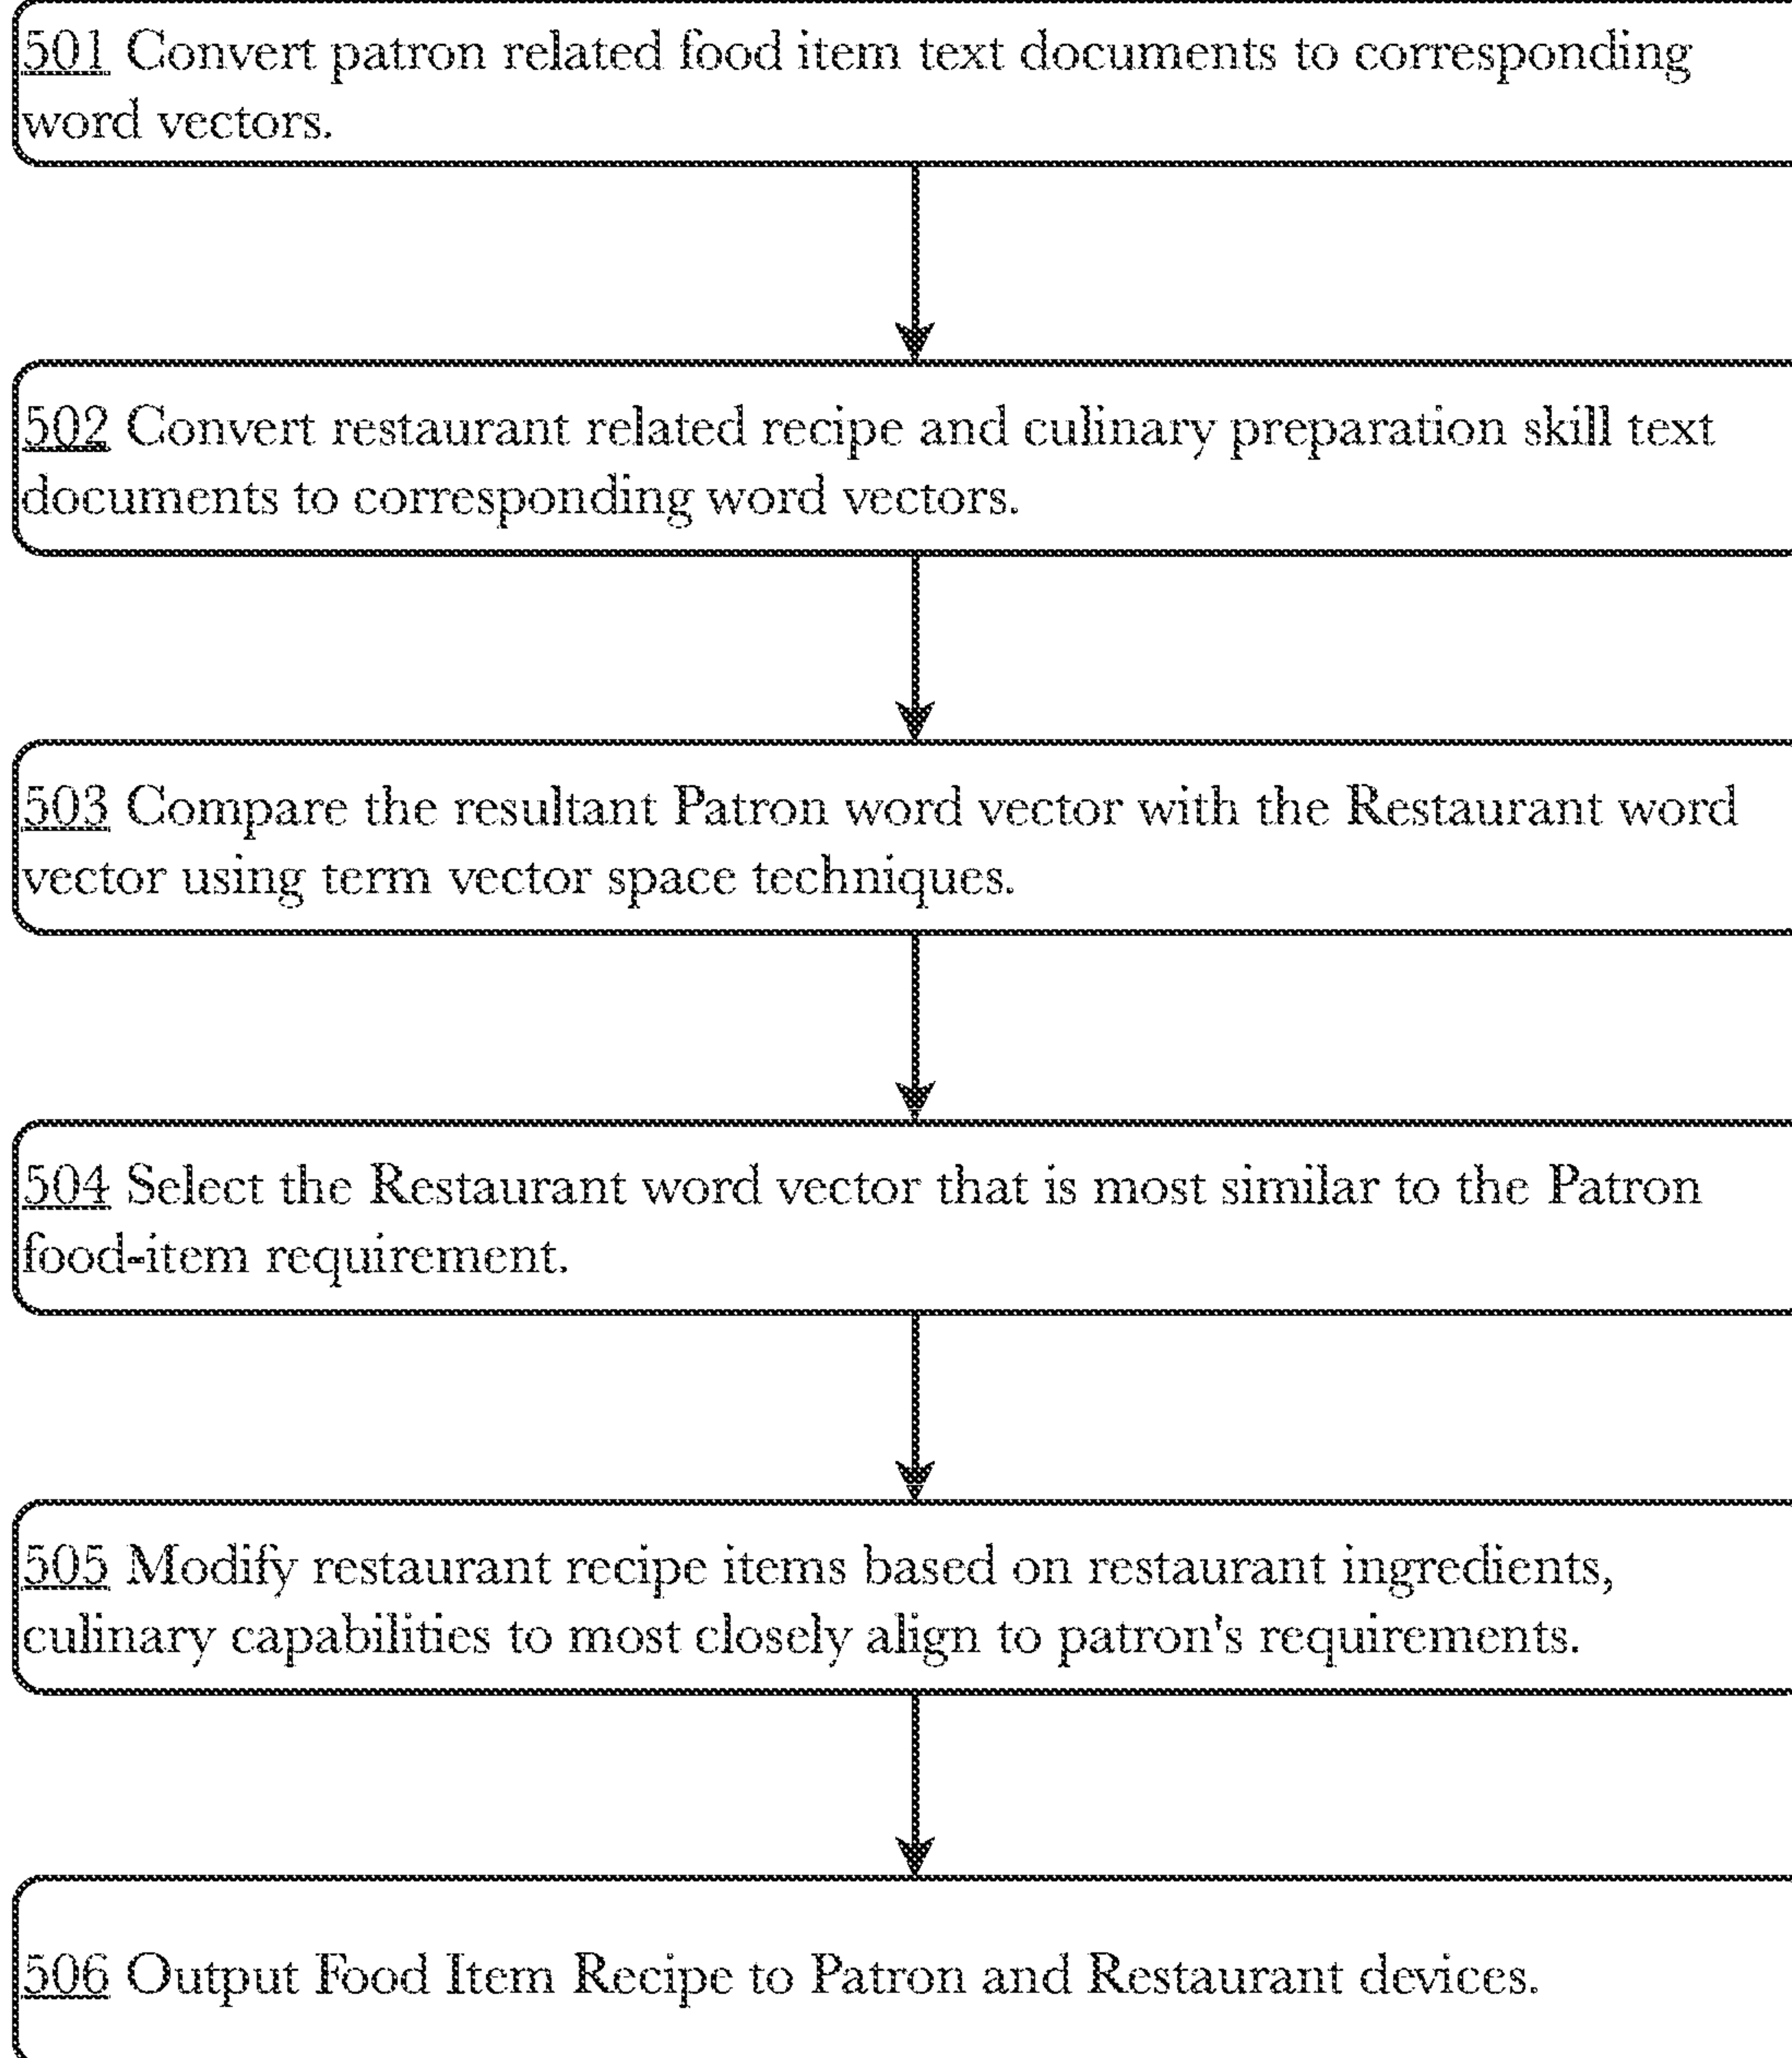 501 Convert patron related food item text documents to corresponding
word vectors.
502 Convert restaurant related recipe and culinary preparation skill text
documents to corresponding word vectors.
503 Compare the resultant Patron word vector with the Restaurant word
vector using term vector space techniques.
504 Select the Restaurant word vector that is most similar to the Patron
food-item requirement.
505 Modify restaurant recipe items based on restaurant ingredients,
culinary capabilities to most closely align to patron's requirements.
506 Output Food Item Recipe to Patron and Restaurant devices.